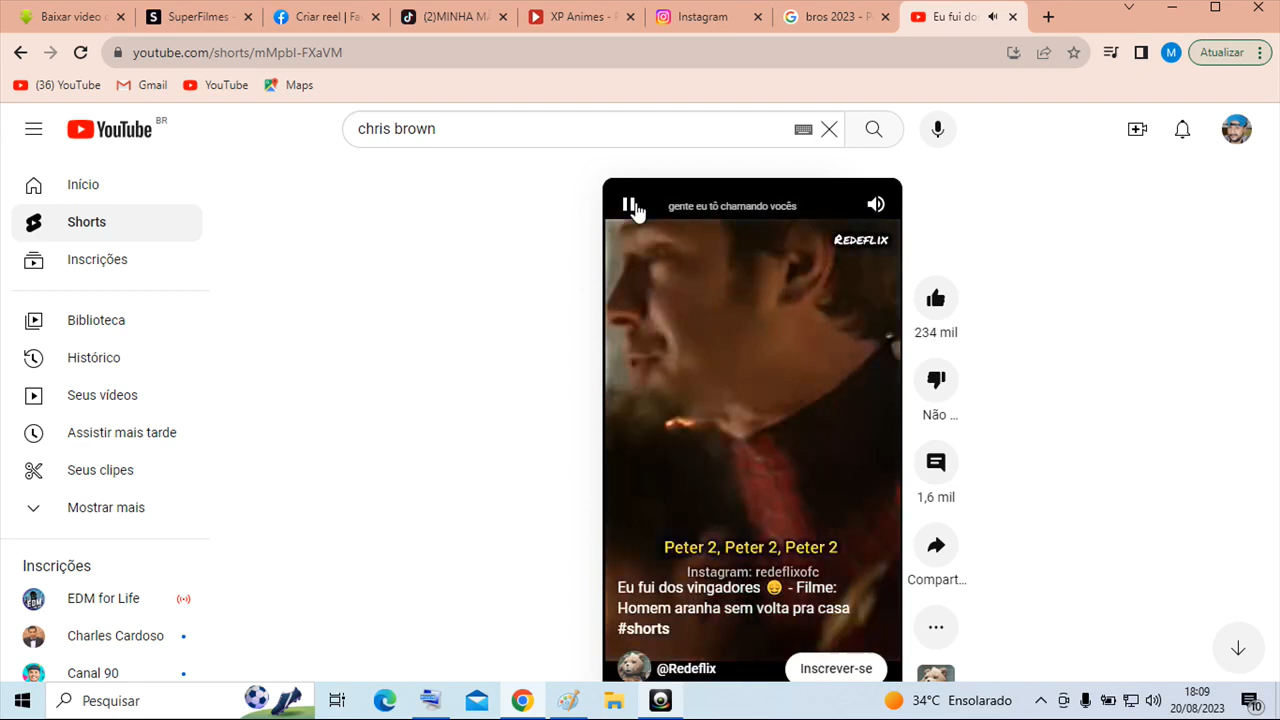 Baixar vídeo d
SuperFilmes -
Criar reel | Fa
(2)MINHA MÃ
XP Animes - F
Instagram
bros 2023 - P
Eu fui do
youtube.com/shorts/mMpbI-FXaVM
M
Atualizar
(36) YouTube
Gmail
YouTube
Maps
YouTube BR
chris brown
Início
Shorts
Inscrições
Biblioteca
Histórico
Seus vídeos
Assistir mais tarde
Seus clipes
Mostrar mais
Inscrições
EDM
EDM for Life
Charles Cardoso
Canal 90
gente eu tô chamando vocês
REDEFLIX
Peter 2, Peter 2, Peter 2
Instagram: redeflixofc
Eu fui dos vingadores 😔 - Filme:
Homem aranha sem volta pra casa
#shorts
@Redeflix
Inscrever-se
234 mil
Não ...
1,6 mil
Compart...
Pesquisar
34°C Ensolarado
18:09
20/08/2023
10